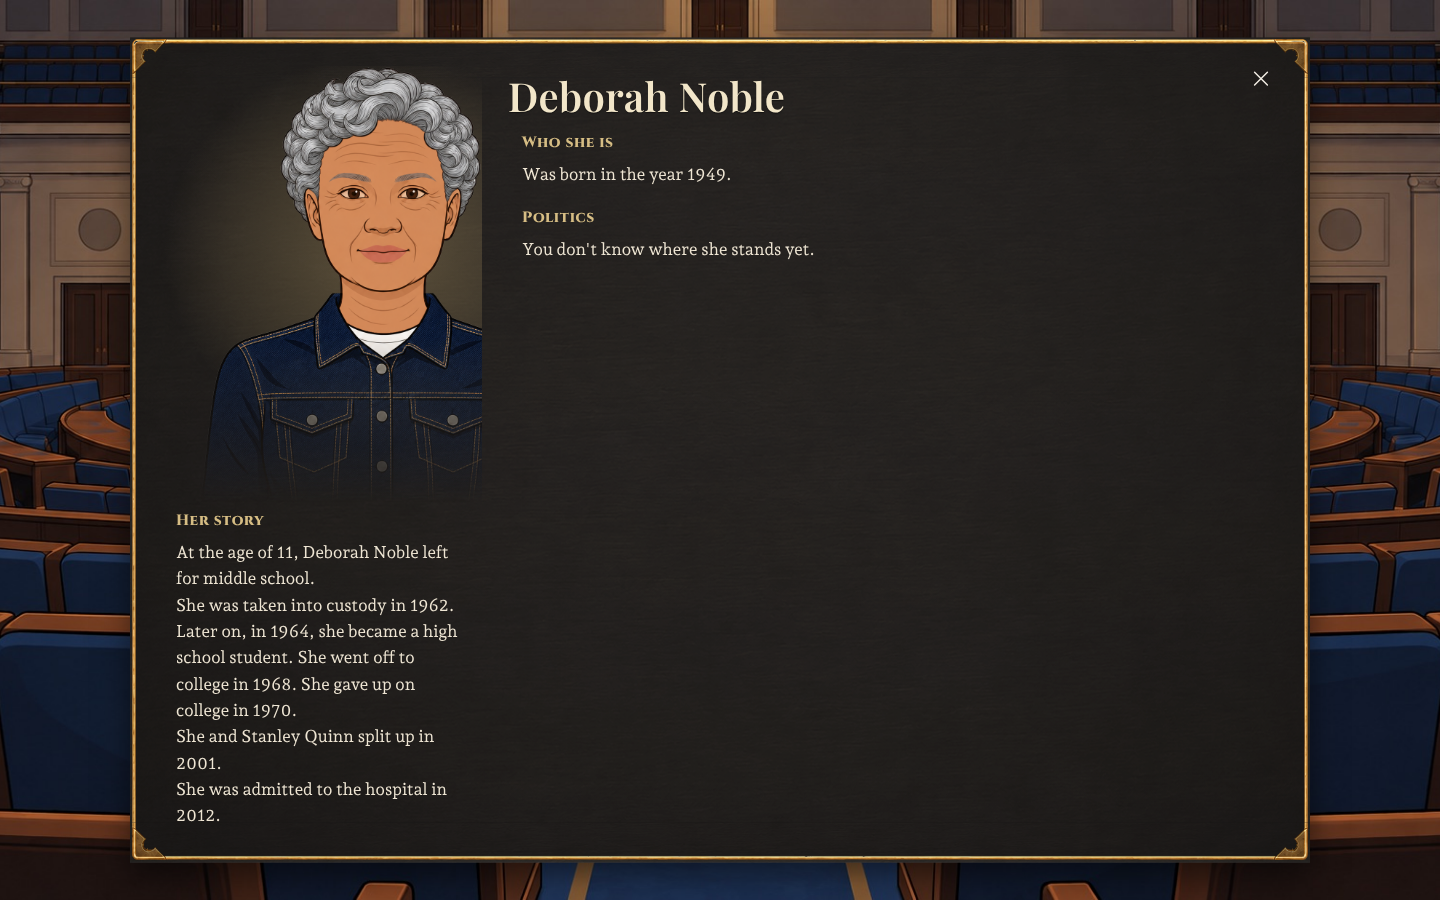 Deborah Noble
Who she is
Was born in the year 1949.
Politics
You don't know where she stands yet.
Her story
At the age of 11, Deborah Noble left
for middle school.
She was taken into custody in 1962.
Later on, in 1964, she became a high
school student. She went off to
college in 1968. She gave up on
college in 1970.
She and Stanley Quinn split up in
2001.
She was admitted to the hospital in
2012.